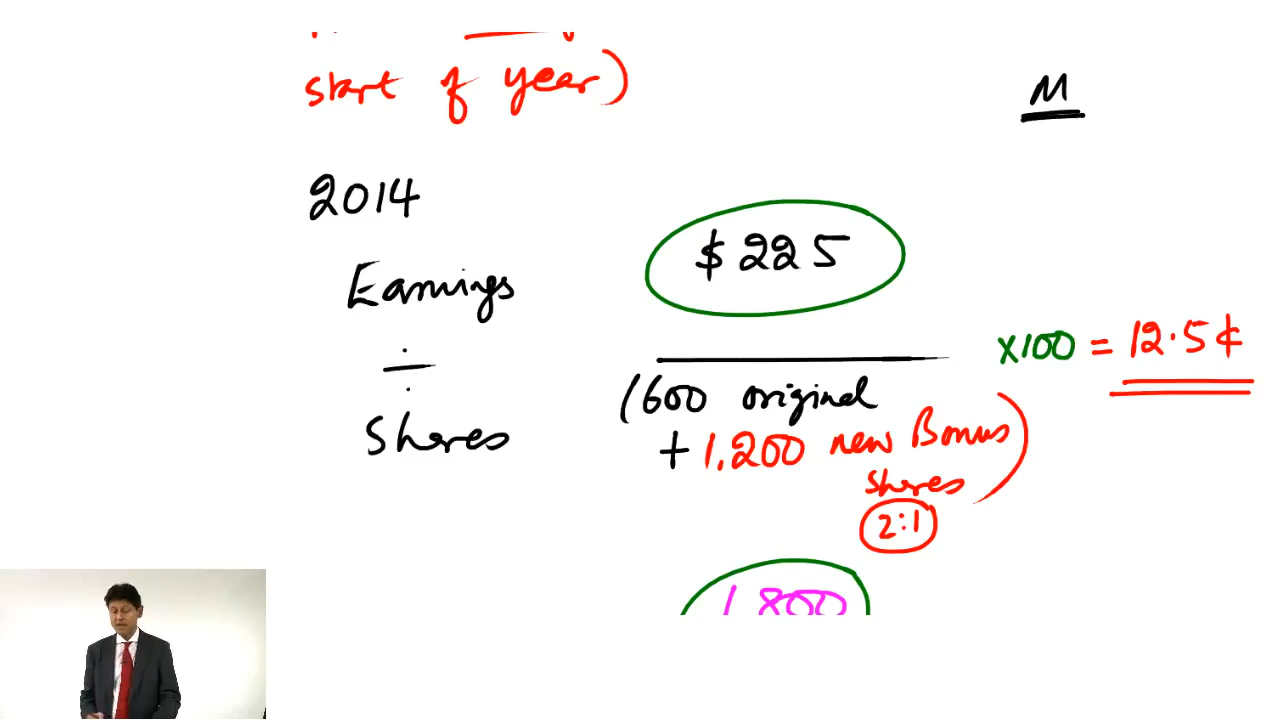 start of year)
M
2014
$225
Earnings
÷
Shares
x100 = 12.5¢
(600 original
+ 1,200 new Bonus
shares)
2:1
1,800